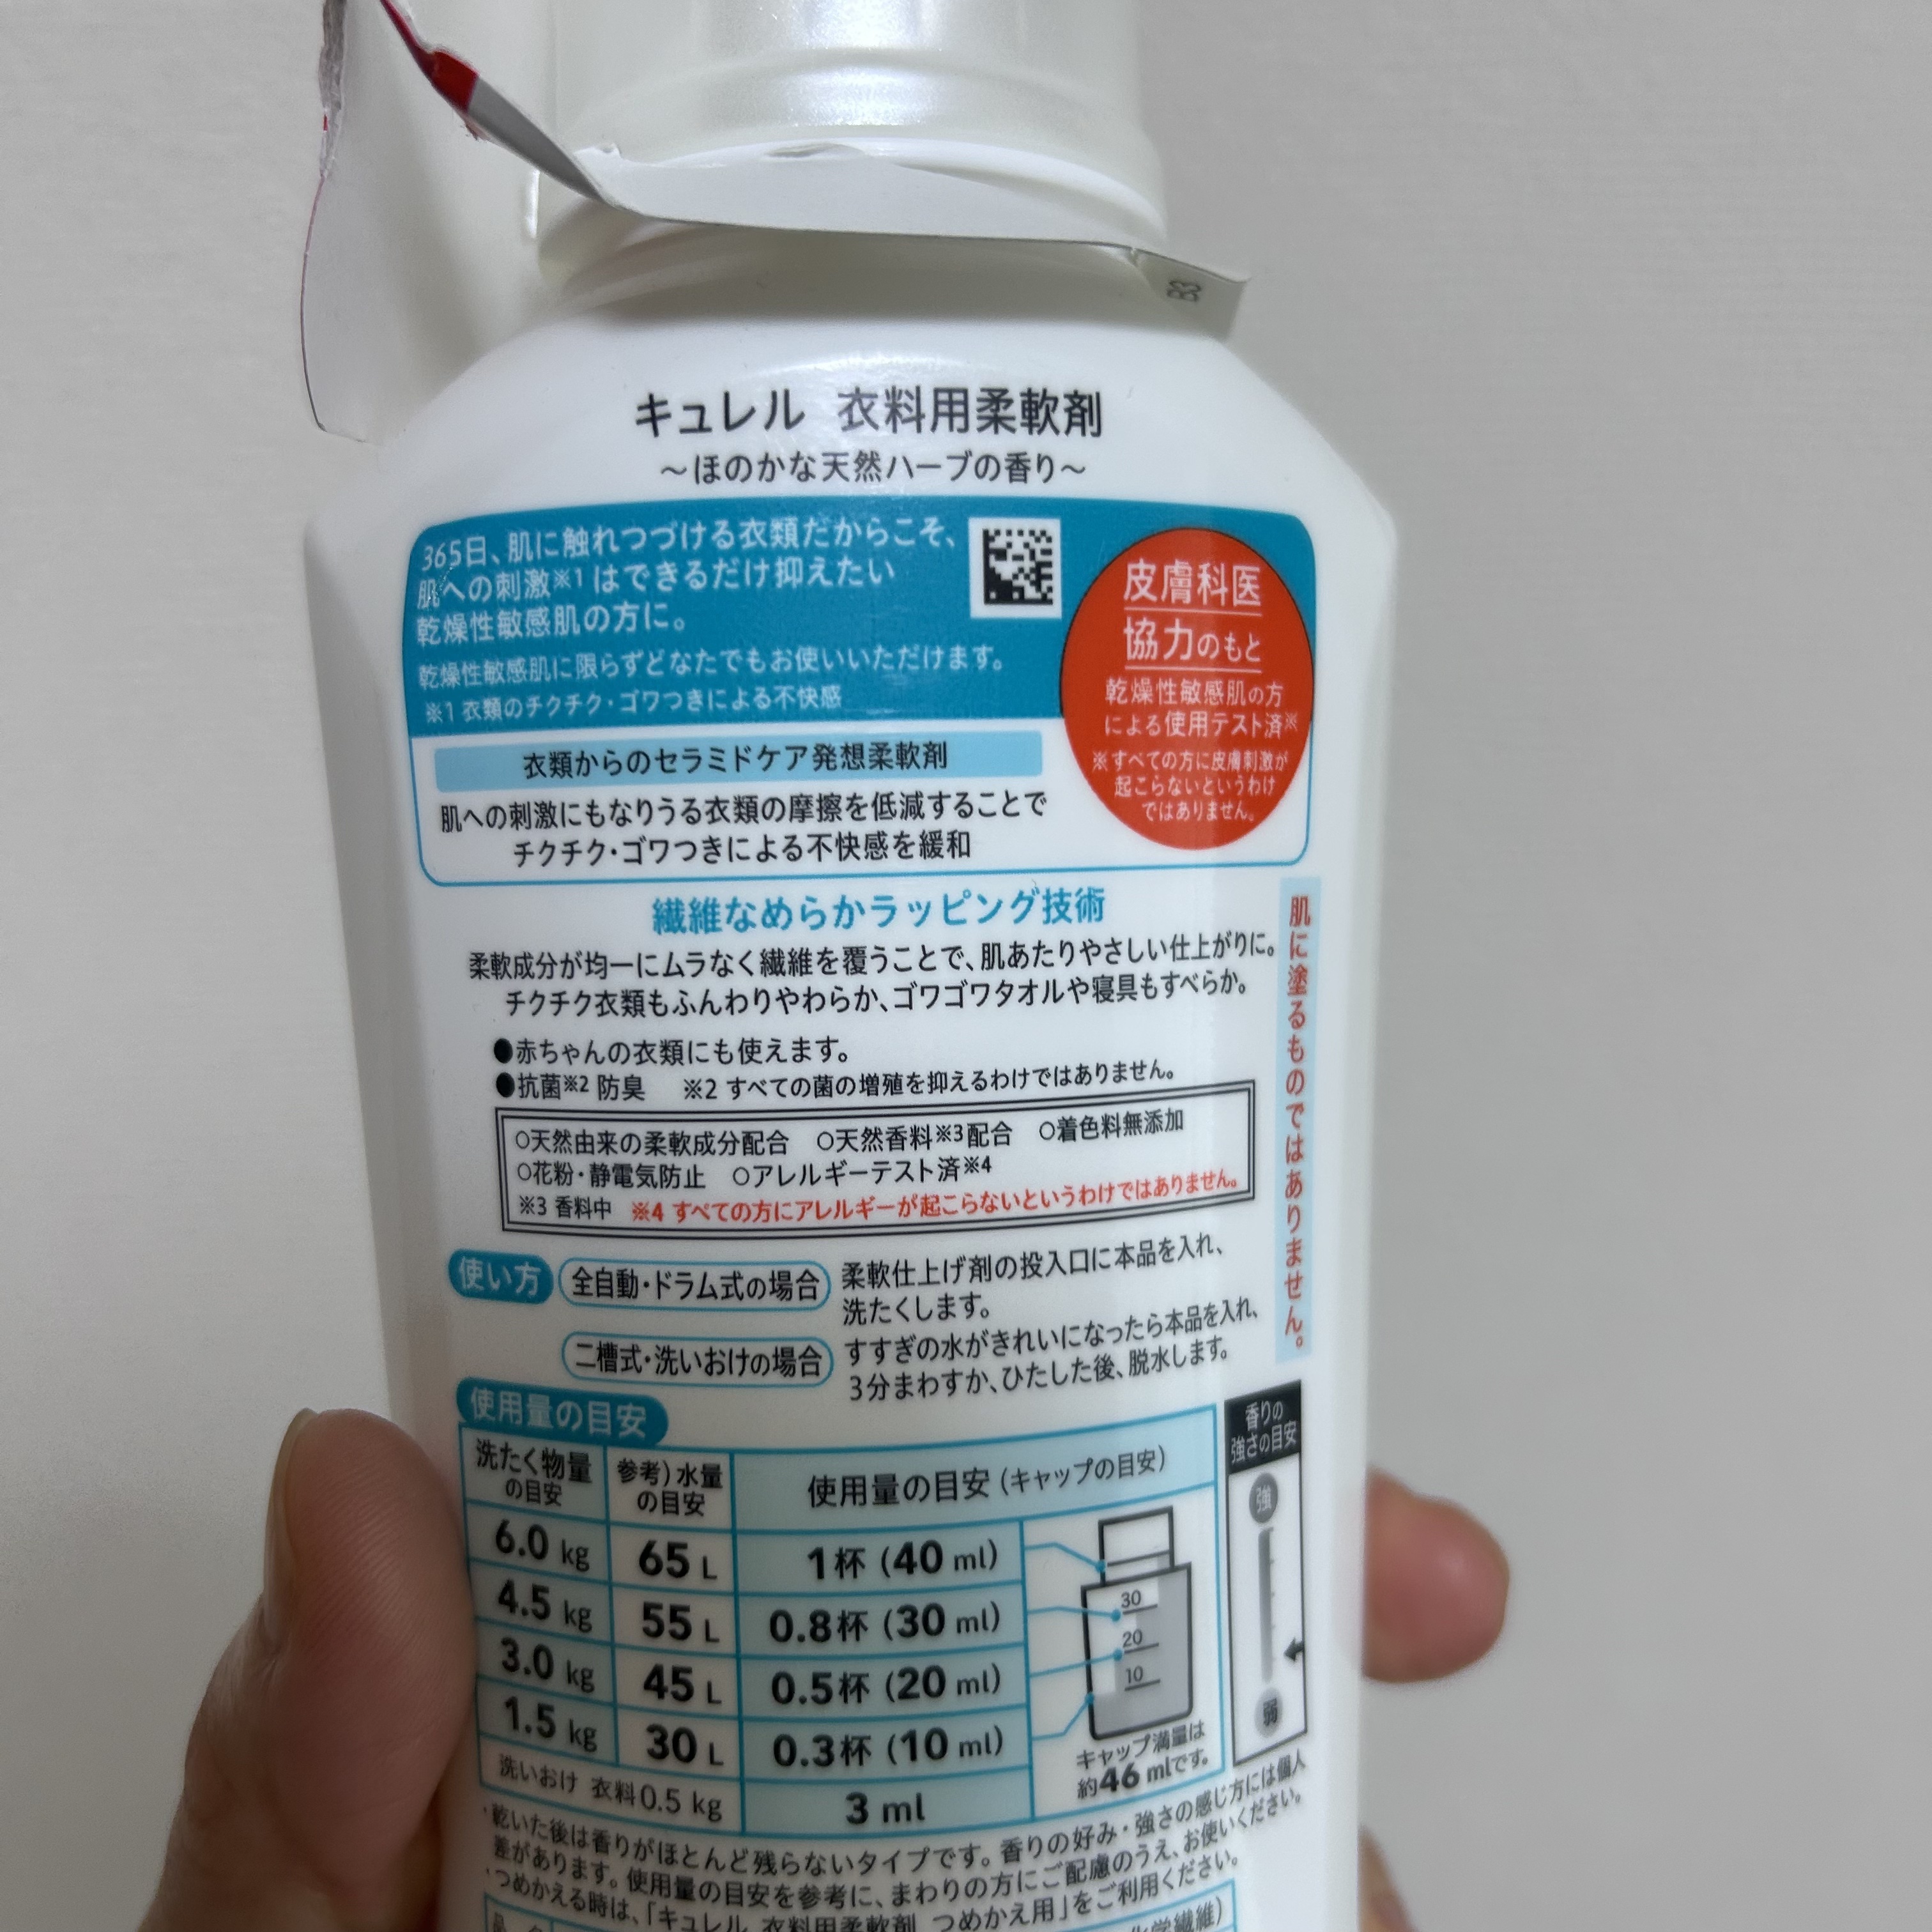 キュレル 衣料用柔軟剤
～ほのかな天然ハーブの香り～
365日、肌に触れつづける衣類だからこそ、
肌への刺激※1はできるだけ抑えたい
乾燥性敏感肌の方に。
乾燥性敏感肌に限らずどなたでもお使いいただけます。
※1 衣類のチクチク・ゴワつきによる不快感
皮膚科医
協力のもと
乾燥性敏感肌の方
による使用テスト済※
※すべての方に皮膚刺激が
起こらないというわけ
ではありません。
衣類からのセラミドケア発想柔軟剤
肌への刺激にもなりうる衣類の摩擦を低減することで
チクチク・ゴワつきによる不快感を緩和
繊維なめらかラッピング技術
柔軟成分が均一にムラなく繊維を覆うことで、肌あたりやさしい仕上がりに。
チクチク衣類もふんわりやわらか、ゴワゴワタオルや寝具もすべらか。
●赤ちゃんの衣類にも使えます。
●抗菌※2 防臭 ※2 すべての菌の増殖を抑えるわけではありません。
○天然由来の柔軟成分配合 ○天然香料※3配合 ○着色料無添加
○花粉・静電気防止 ○アレルギーテスト済※4
※3 香料中 ※4 すべての方にアレルギーが起こらないというわけではありません。
肌に塗るものではありません。
使い方 全自動・ドラム式の場合 柔軟仕上げ剤の投入口に本品を入れ、
洗たくします。
二槽式・洗いおけの場合 すすぎの水がきれいになったら本品を入れ、
3分まわすか、ひたした後、脱水します。
使用量の目安
洗たく物量
の目安
参考)水量
の目安
使用量の目安(キャップの目安)
6.0 kg 65 L 1杯 (40 ml)
4.5 kg 55 L 0.8杯 (30 ml)
3.0 kg 45 L 0.5杯 (20 ml)
1.5 kg 30 L 0.3杯 (10 ml)
洗いおけ 衣料0.5 kg 3 ml
30
20
10
キャップ満量は
約46 mlです。
香りの
強さの目安
強
弱
・乾いた後は香りがほとんど残らないタイプです。香りの好み・強さの感じ方には個人
差があります。使用量の目安を参考に、まわりの方にご配慮のうえ、お使いください。
・つめかえる時は、「キュレル 衣料用柔軟剤 つめかえ用」をご利用ください。